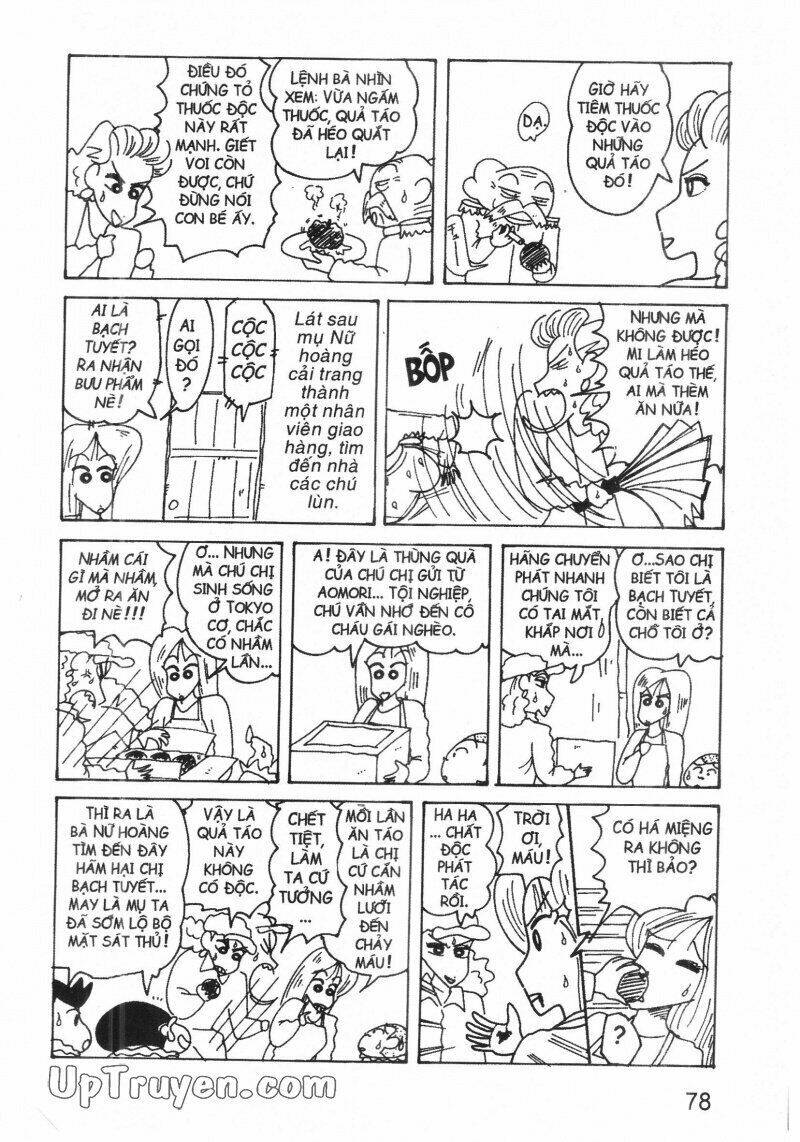 GIỜ HÃY
TIÊM THUỐC
ĐỘC VÀO
NHỮNG
QUẢ TÁO
ĐÓ!
DẠ.
LỆNH BÀ NHÌN
XEM: VỪA NGẤM
THUỐC, QUẢ TÁO
ĐÃ HÉO QUẮT
LẠI!
ĐIỀU ĐÓ
CHỨNG TỎ
THUỐC ĐỘC
NÀY RẤT
MẠNH. GIẾT
VOI CÒN
ĐƯỢC, CHỨ
ĐỪNG NÓI
CON BÉ ẤY.
NHƯNG MÀ
KHÔNG ĐƯỢC!
MI LÀM HÉO
QUẢ TÁO THẾ,
AI MÀ THÈM
ĂN NỮA!
BỐP
Lát sau
mụ Nữ
hoàng
cải trang
thành
một nhân
viên giao
hàng, tìm
đến nhà
các chú
lùn.
CỘC
CỘC
CỘC
AI
GỌI
ĐÓ
?
AI LÀ
BẠCH
TUYẾT?
RA NHẬN
BƯU PHẨM
NÈ!
Ơ...SAO CHỊ
BIẾT TÔI LÀ
BẠCH TUYẾT,
CÒN BIẾT CẢ
CHỖ TÔI Ở?
HÃNG CHUYỂN
PHÁT NHANH
CHÚNG TÔI
CÓ TAI MẮT
KHẮP NƠI
MÀ...
A! ĐÂY LÀ THÙNG QUÀ
CỦA CHÚ CHỊ GỬI TỪ
AOMORI... TỘI NGHIỆP,
CHÚ VẪN NHỚ ĐẾN CÔ
CHÁU GÁI NGHÈO.
Ơ... NHƯNG
MÀ CHÚ CHỊ
SINH SỐNG
Ở TOKYO
CƠ, CHẮC
CÓ NHẦM
LẪN...
NHẦM CÁI
GÌ MÀ NHẦM,
MỞ RA ĂN
ĐI NÈ!!!
CÓ HÁ MIỆNG
RA KHÔNG
THÌ BẢO?
?
TRỜI
ƠI,
MÁU!
HA HA
... CHẤT
ĐỘC
PHÁT
TÁC
RỒI.
MỖI LẦN
ĂN TÁO
LÀ CHỊ
CỨ CẮN
NHẦM
LƯỠI
ĐẾN
CHẢY
MÁU!
CHẾT
TIỆT,
LÀM
TA CỨ
TƯỞNG
...
VẬY LÀ
QUẢ TÁO
NÀY
KHÔNG
CÓ ĐỘC.
THÌ RA LÀ
BÀ NỮ HOÀNG
TÌM ĐẾN ĐÂY
HÃM HẠI CHỊ
BẠCH TUYẾT...
MAY LÀ MỤ TA
ĐÃ SỚM LỘ BỘ
MẶT SÁT THỦ!
UpTruyen.com
78